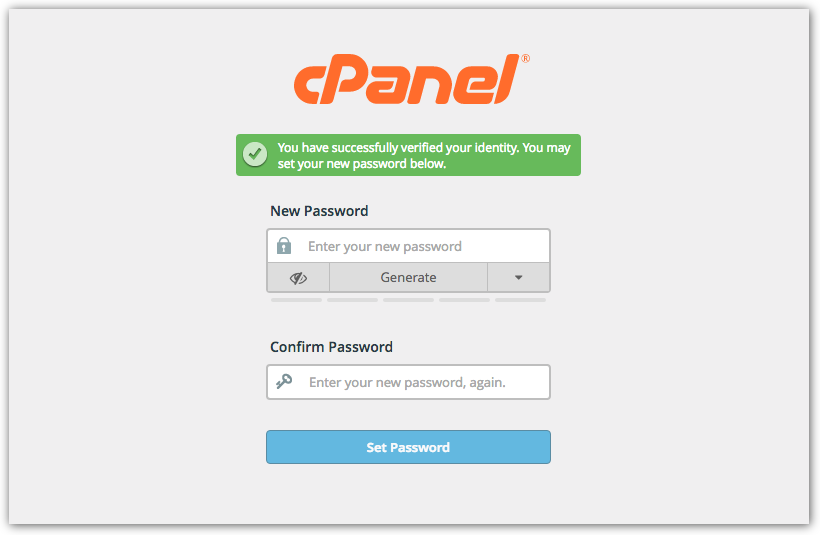 cPanel®
You have successfully verified your identity. You may
set your new password below.
New Password
Enter your new password
Generate
Confirm Password
Enter your new password, again.
Set Password